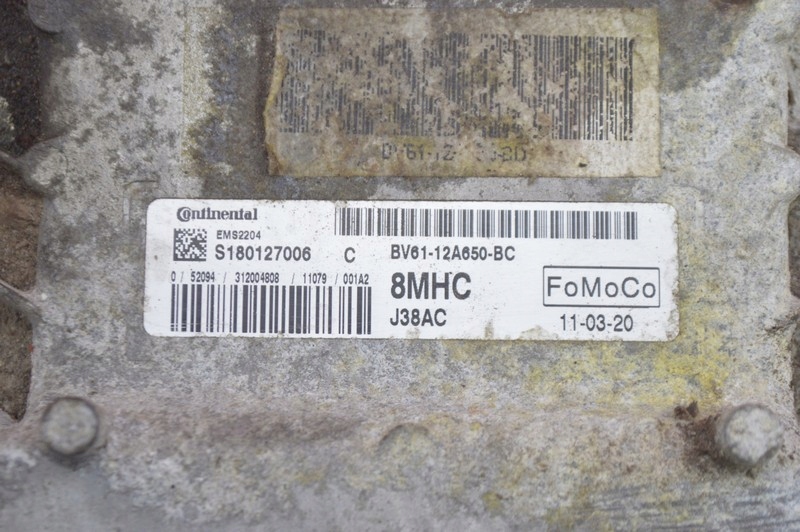 Continental
EMS2204
S180127006 C BV61-12A650-BC
0 / 52094 / 312004808 / 11079 / 001A2
8MHC FoMoCo
J38AC 11-03-20